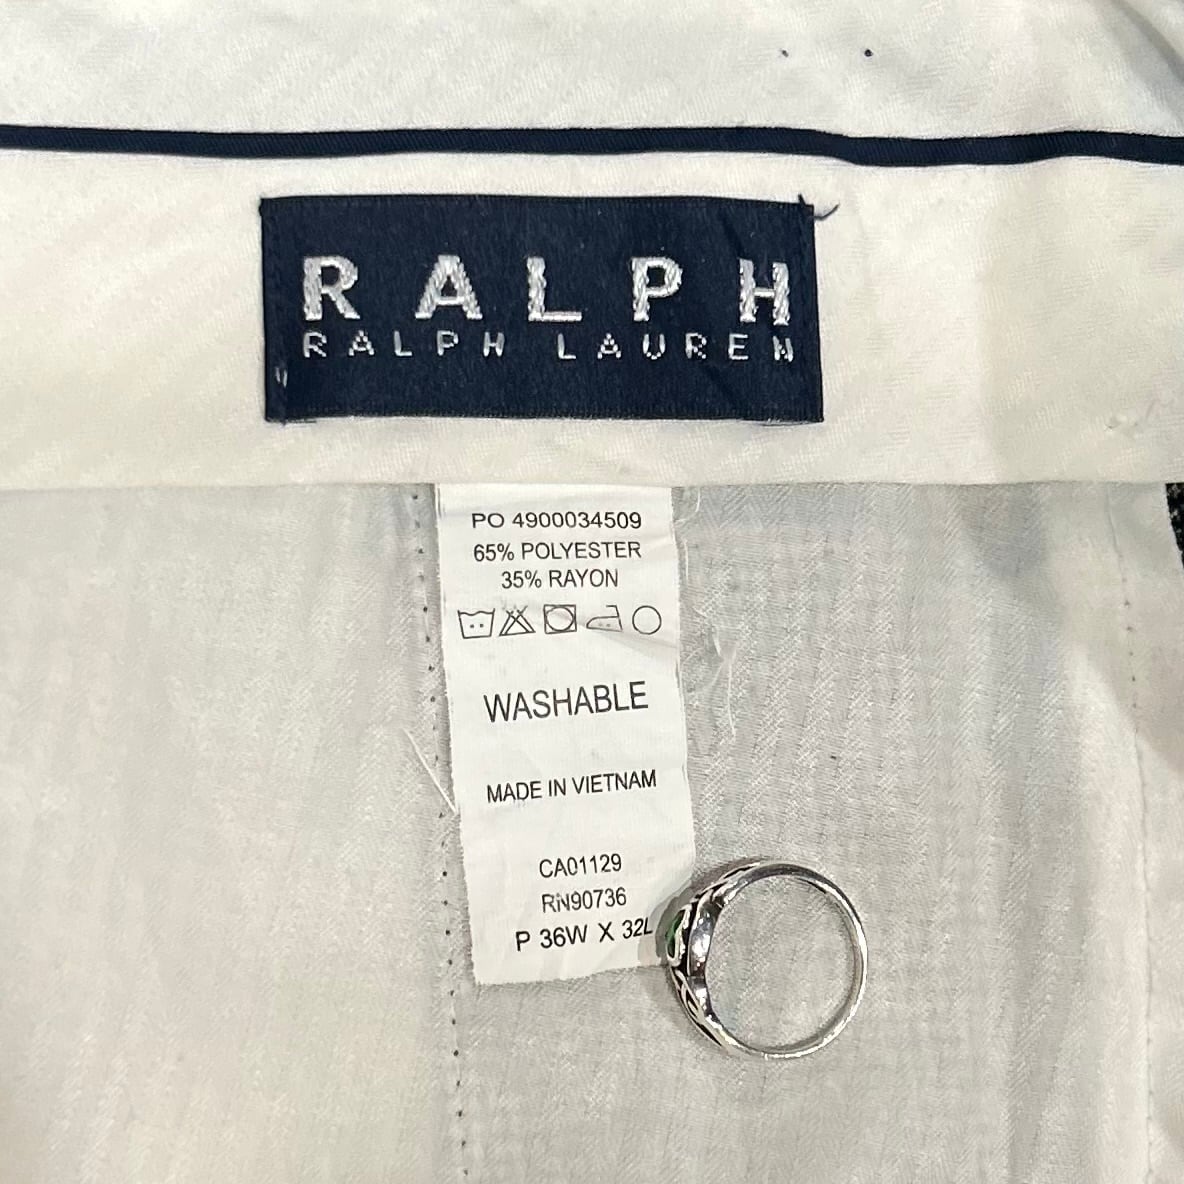 RALPH
RALPH LAUREN
PO 4900034509
65% POLYESTER
35% RAYON
WASHABLE
MADE IN VIETNAM
CA01129
RN90736
P 36W X 32L